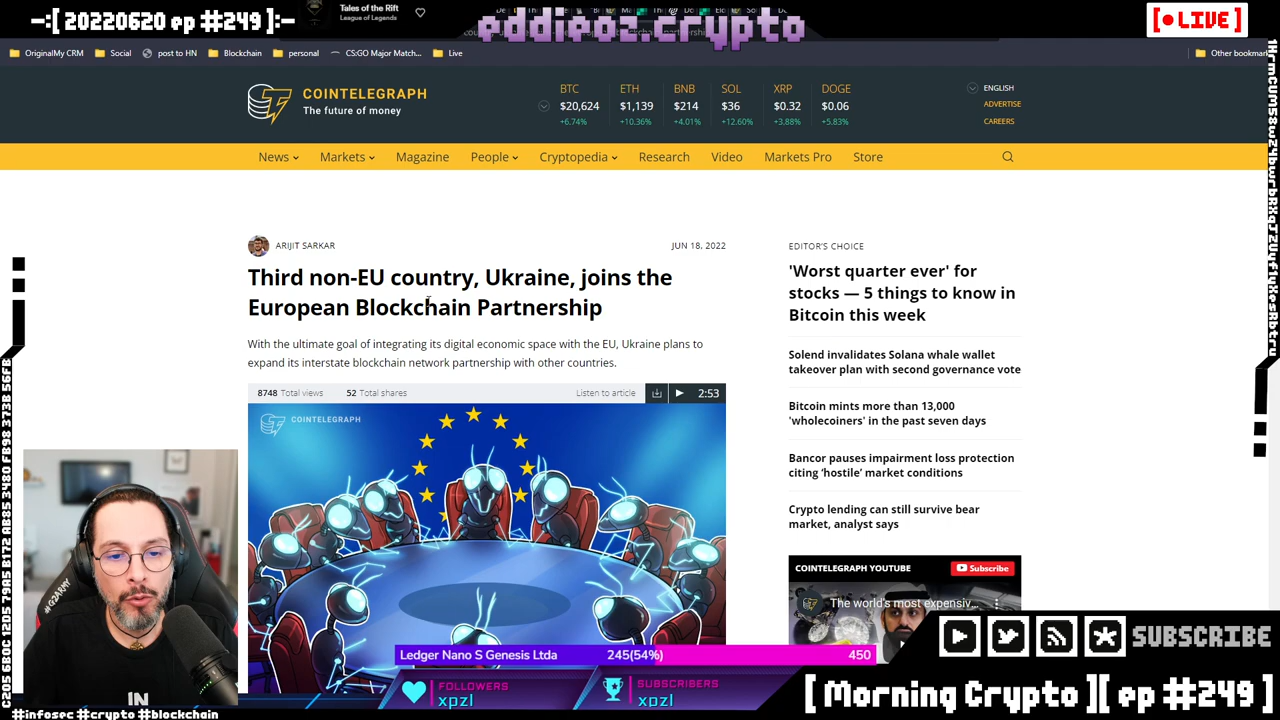 -:[ 20220620 ep #249 ]:-
Tales of the Rift
League of Legends
eddieoz.crypto
[ • LIVE ]
OriginalMy CRM
Social
post to HN
Blockchain
personal
CS:GO Major Match...
Live
Other bookmar
COINTELEGRAPH
The future of money
BTC ETH BNB SOL XRP DOGE
$20,624 $1,139 $214 $36 $0.32 $0.06
+6.74% +10.36% +4.01% +12.60% +3.88% +5.83%
ENGLISH
ADVERTISE
CAREERS
News Markets Magazine People Cryptopedia Research Video Markets Pro Store
ARIJIT SARKAR
JUN 18, 2022
Third non-EU country, Ukraine, joins the
European Blockchain Partnership
With the ultimate goal of integrating its digital economic space with the EU, Ukraine plans to
expand its interstate blockchain network partnership with other countries.
8748 Total views 52 Total shares
Listen to article 2:53
COINTELEGRAPH
EDITOR'S CHOICE
'Worst quarter ever' for
stocks — 5 things to know in
Bitcoin this week
Solend invalidates Solana whale wallet
takeover plan with second governance vote
Bitcoin mints more than 13,000
'wholecoiners' in the past seven days
Bancor pauses impairment loss protection
citing ‘hostile’ market conditions
Crypto lending can still survive bear
market, analyst says
COINTELEGRAPH YOUTUBE
Subscribe
The world's most expensiv...
#G2ARMY
IN
Ledger Nano S Genesis Ltda 245(54%) 450
FOLLOWERS
xpzl
SUBSCRIBERS
xpzl
SUBSCRIBE
[ Morning Crypto ][ ep #249 ]
#infosec #crypto #blockchain